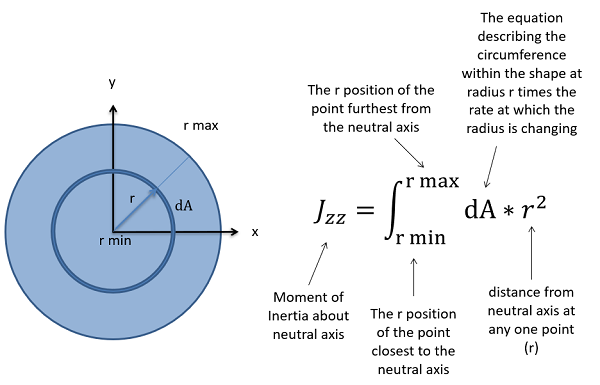 y
r max
r
dA
x
r min
The r position of the
point furthest from
the neutral axis
The equation
describing the
circumference
within the shape at
radius r times the
rate at which the
radius is changing
J_zz = ∫_{r min}^{r max} dA ∗ r²
Moment of
Inertia about
neutral axis
The r position
of the point
closest to the
neutral axis
distance from
neutral axis at
any one point
(r)